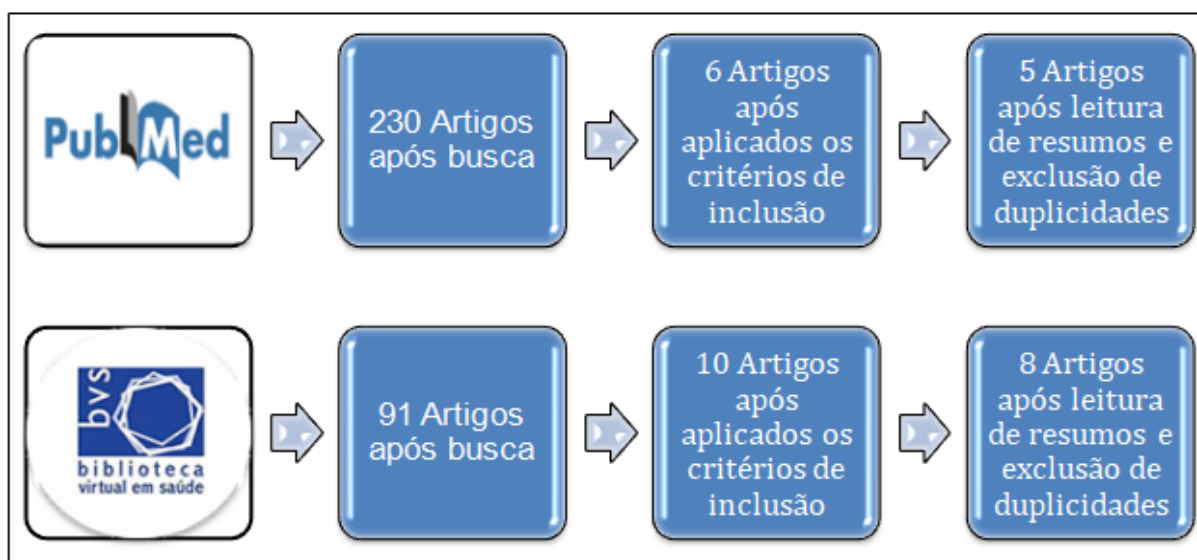 PubMed
230 Artigos
após busca
6 Artigos
após
aplicados os
critérios de
inclusão
5 Artigos
após leitura
de resumos e
exclusão de
duplicidades
bvs
biblioteca
virtual em saúde
91 Artigos
após busca
10 Artigos
após
aplicados os
critérios de
inclusão
8 Artigos
após leitura
de resumos e
exclusão de
duplicidades